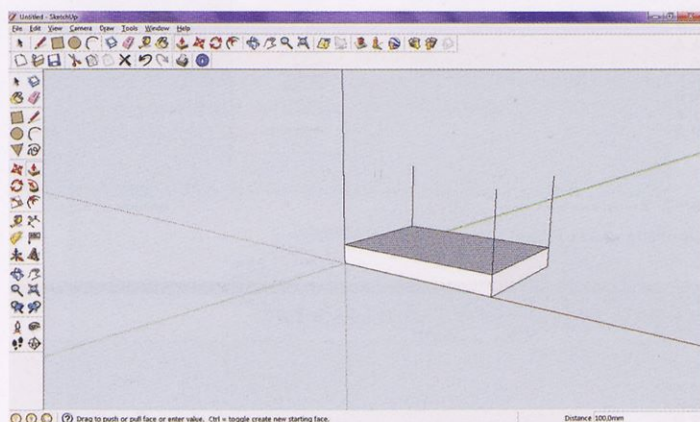 Untitled - SketchUp
File Edit View Camera Draw Tools Window Help
Drag to push or pull face or enter value. Ctrl = toggle create new starting face.
Distance 100,0mm